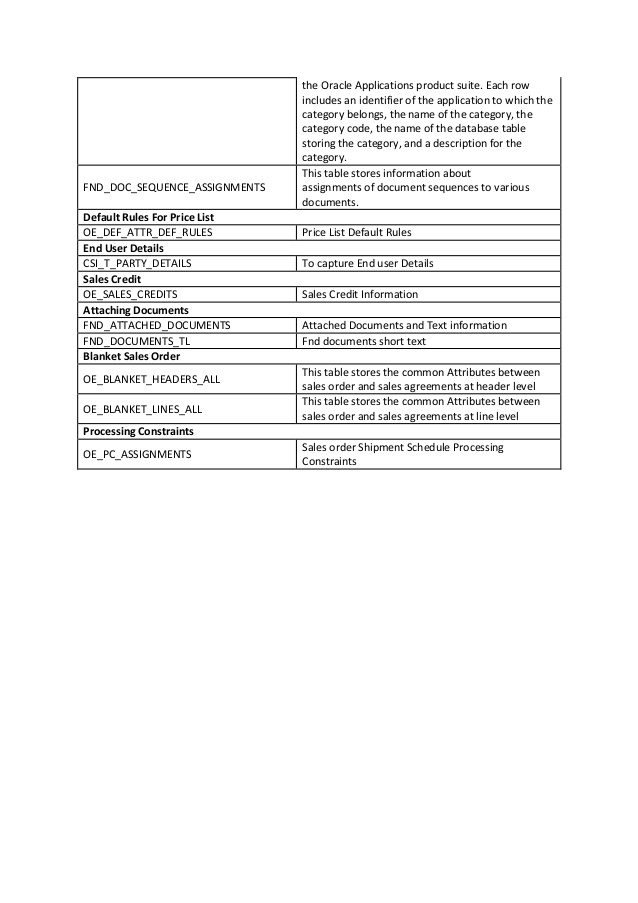 the Oracle Applications product suite. Each row
includes an identifier of the application to which the
category belongs, the name of the category, the
category code, the name of the database table
storing the category, and a description for the
category.
FND_DOC_SEQUENCE_ASSIGNMENTS
This table stores information about
assignments of document sequences to various
documents.
Default Rules For Price List
OE_DEF_ATTR_DEF_RULES
Price List Default Rules
End User Details
CSI_T_PARTY_DETAILS
To capture End user Details
Sales Credit
OE_SALES_CREDITS
Sales Credit Information
Attaching Documents
FND_ATTACHED_DOCUMENTS
Attached Documents and Text information
FND_DOCUMENTS_TL
Fnd documents short text
Blanket Sales Order
OE_BLANKET_HEADERS_ALL
This table stores the common Attributes between
sales order and sales agreements at header level
OE_BLANKET_LINES_ALL
This table stores the common Attributes between
sales order and sales agreements at line level
Processing Constraints
OE_PC_ASSIGNMENTS
Sales order Shipment Schedule Processing
Constraints